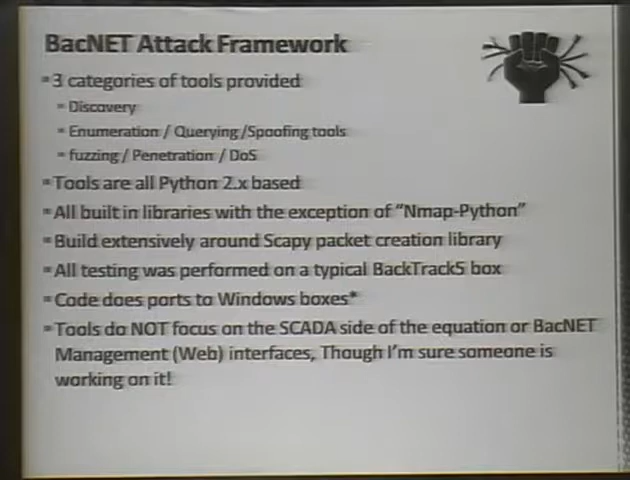 BacNET Attack Framework
3 categories of tools provided
Discovery
Enumeration / Querying /Spoofing tools
fuzzing / Penetration / DoS
Tools are all Python 2.x based
All built in libraries with the exception of "Nmap-Python"
Build extensively around Scapy packet creation library
All testing was performed on a typical BackTrack5 box
Code does ports to Windows boxes*
Tools do NOT focus on the SCADA side of the equation or BacNET
Management (Web) interfaces, Though I'm sure someone is
working on it!